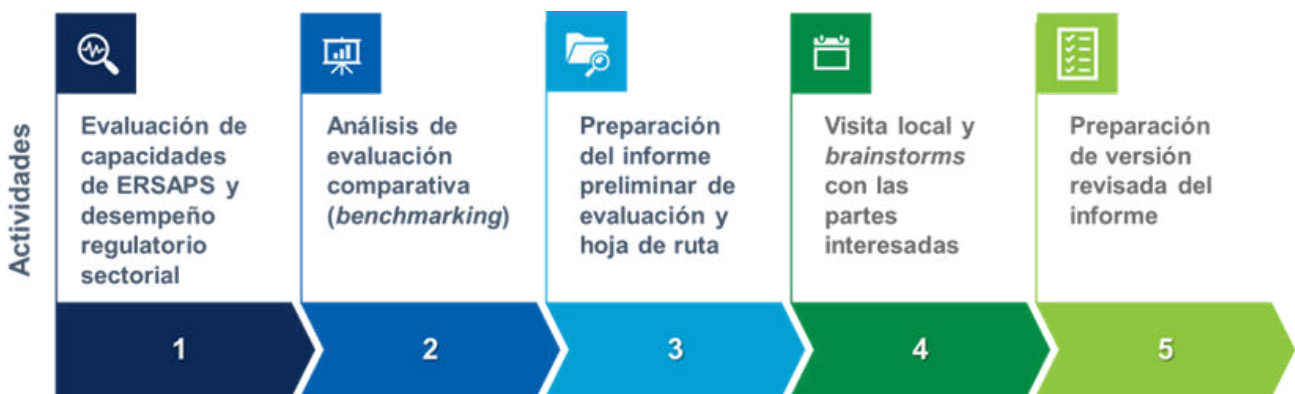 Actividades
Evaluación de
capacidades
de ERSAPS y
desempeño
regulatorio
sectorial
Análisis de
evaluación
comparativa
(benchmarking)
Preparación
del informe
preliminar de
evaluación y
hoja de ruta
Visita local y
brainstorms
con las
partes
interesadas
Preparación
de versión
revisada del
informe
1
2
3
4
5